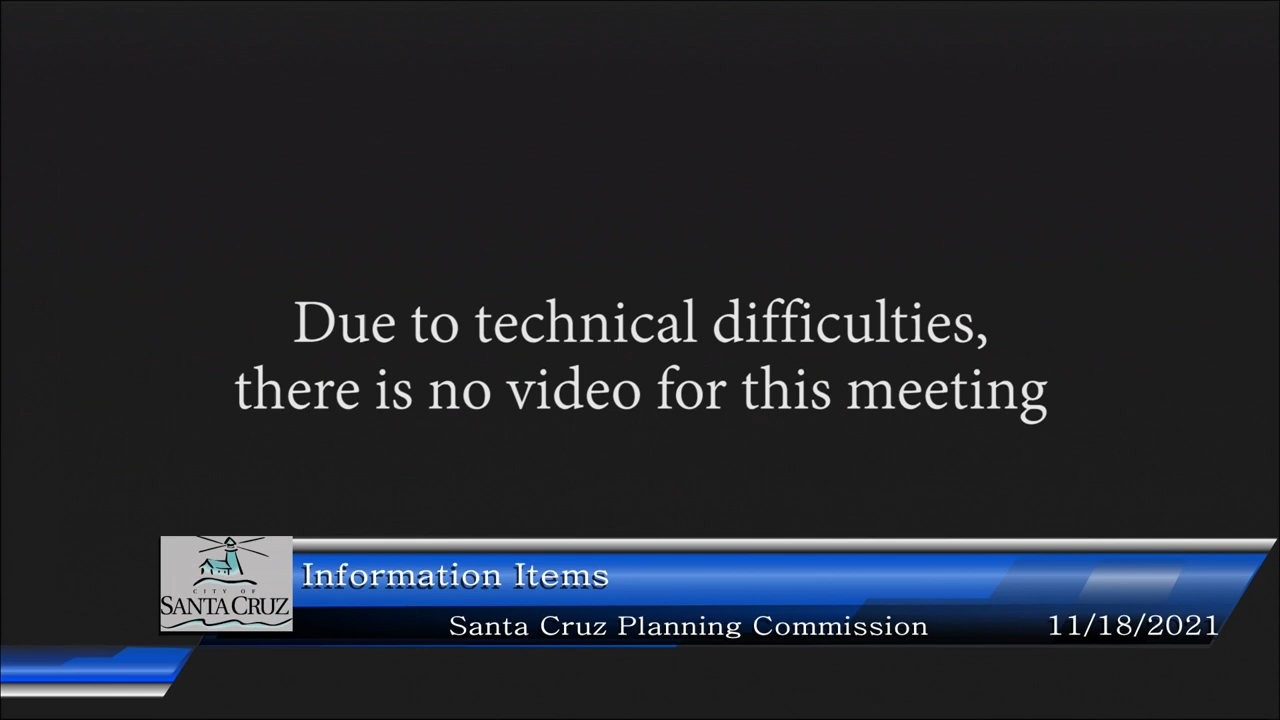 Due to technical difficulties,
there is no video for this meeting
Information Items
CITY OF
SANTA CRUZ
Santa Cruz Planning Commission
11/18/2021